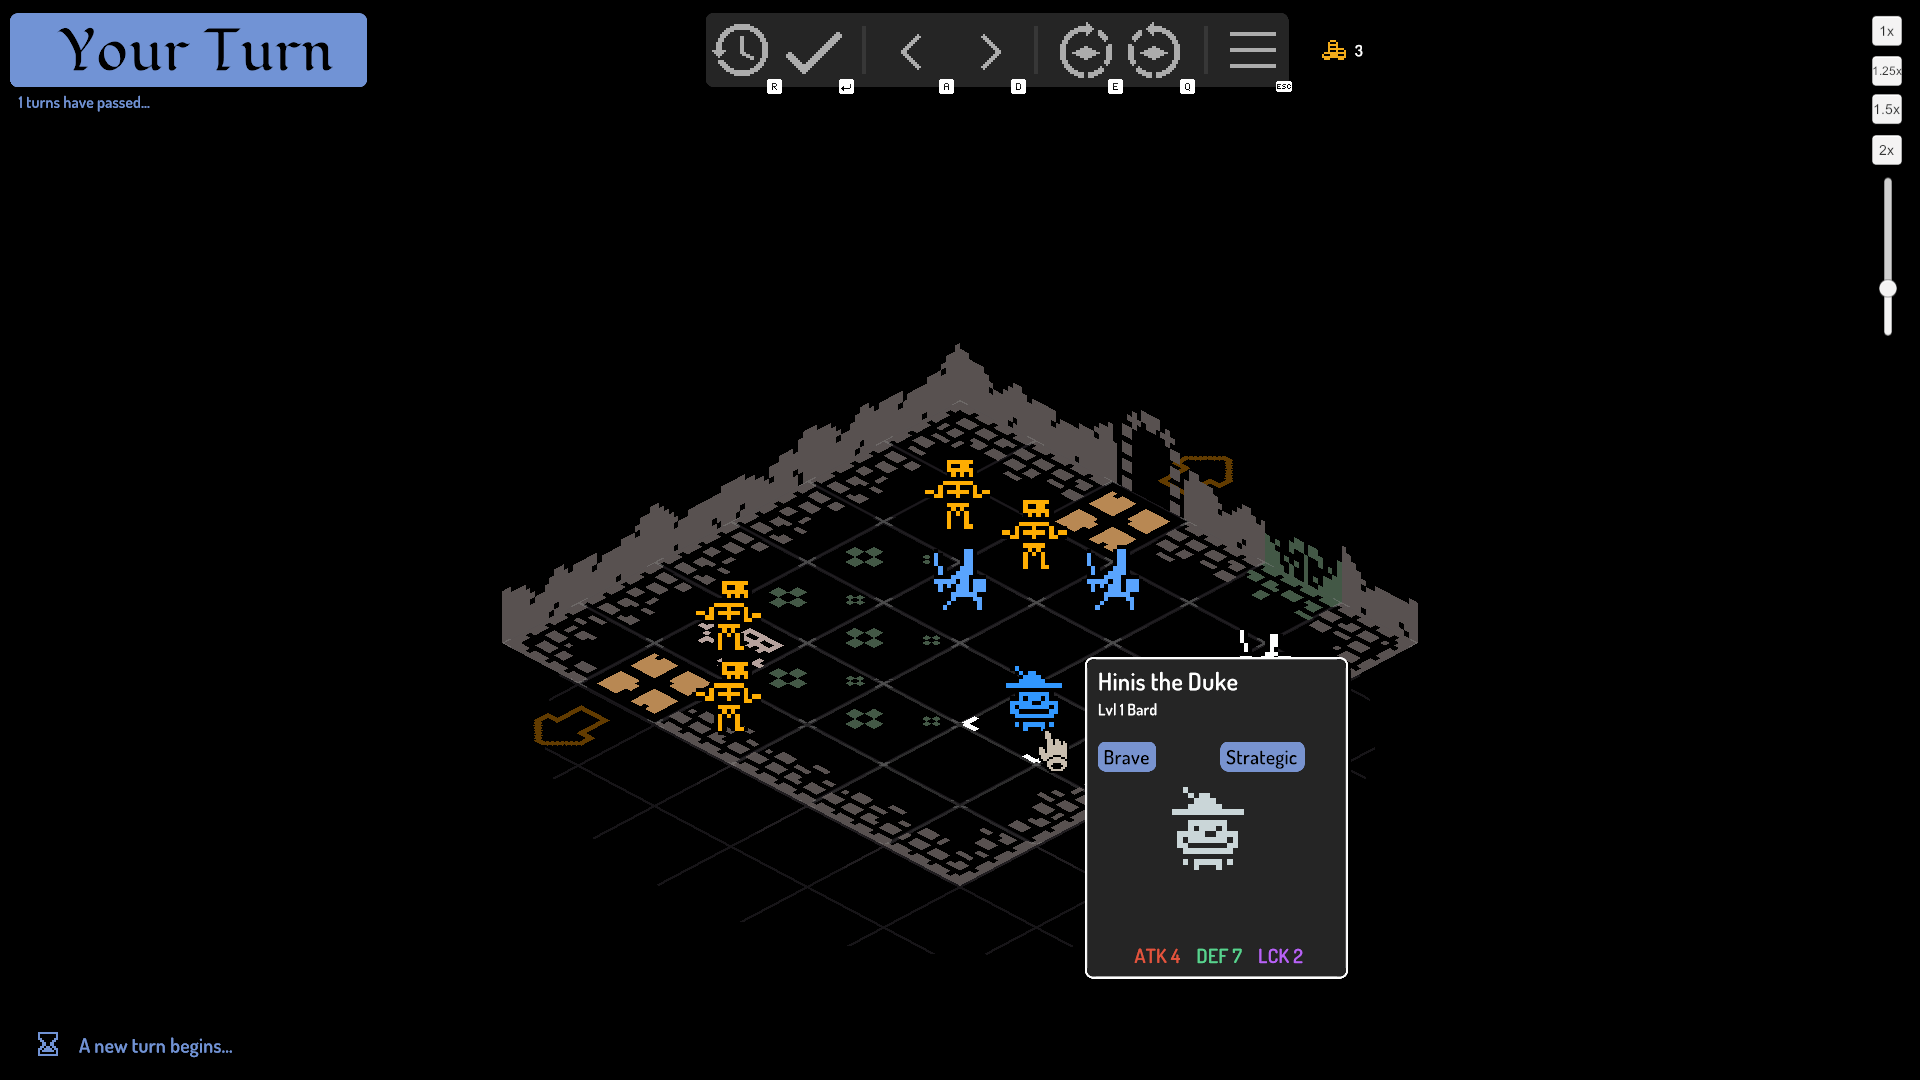 Your Turn
1 turns have passed...
R
A
D
E
Q
ESC
3
1x
1.25x
1.5x
2x
Hinis the Duke
Lvl 1 Bard
Brave
Strategic
ATK 4 DEF 7 LCK 2
A new turn begins...